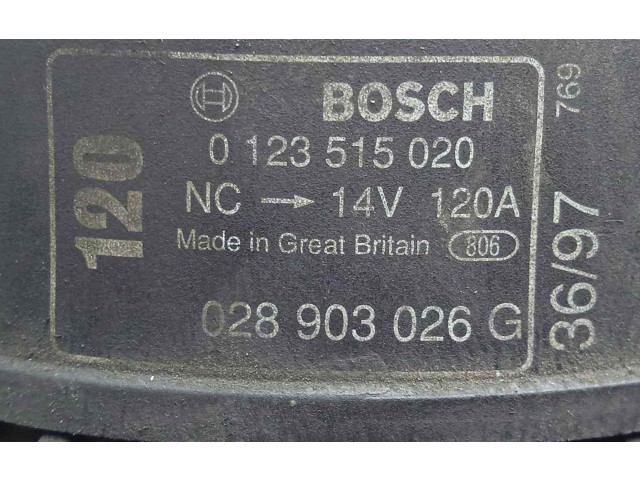 BOSCH
0 123 515 020
NC → 14V 120A
Made in Great Britain 806
028 903 026 G
120
36/97
769